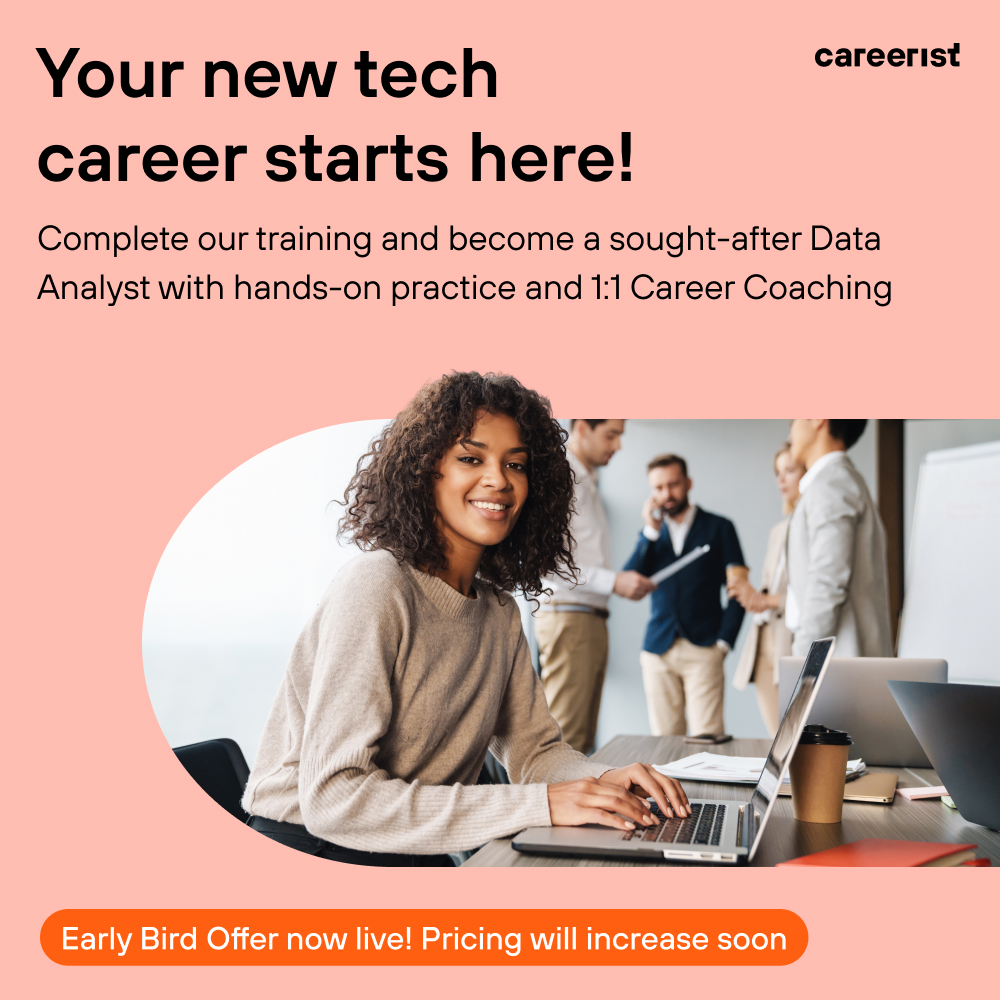 Your new tech
career starts here!
careerist
Complete our training and become a sought-after Data
Analyst with hands-on practice and 1:1 Career Coaching
Early Bird Offer now live! Pricing will increase soon